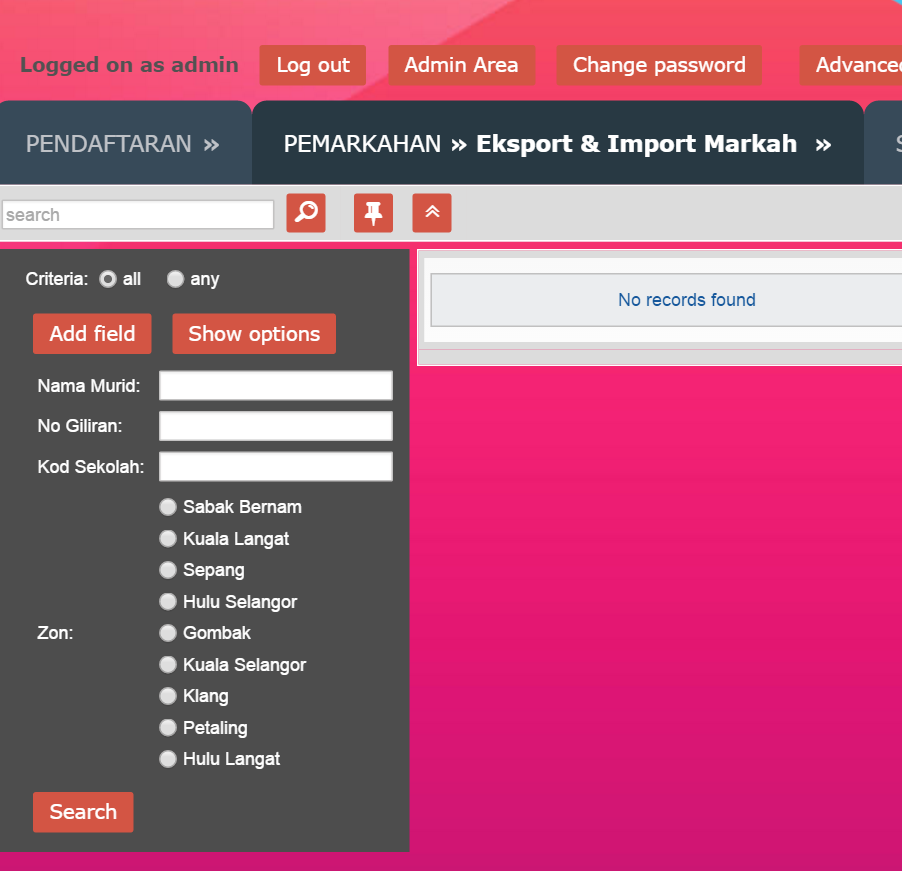 Logged on as admin Log out Admin Area Change password Advanced
PENDAFTARAN » PEMARKAHAN » Eksport & Import Markah »
search
Criteria: all any
No records found
Add field Show options
Nama Murid:
No Giliran:
Kod Sekolah:
Sabak Bernam
Kuala Langat
Sepang
Hulu Selangor
Zon: Gombak
Kuala Selangor
Klang
Petaling
Hulu Langat
Search